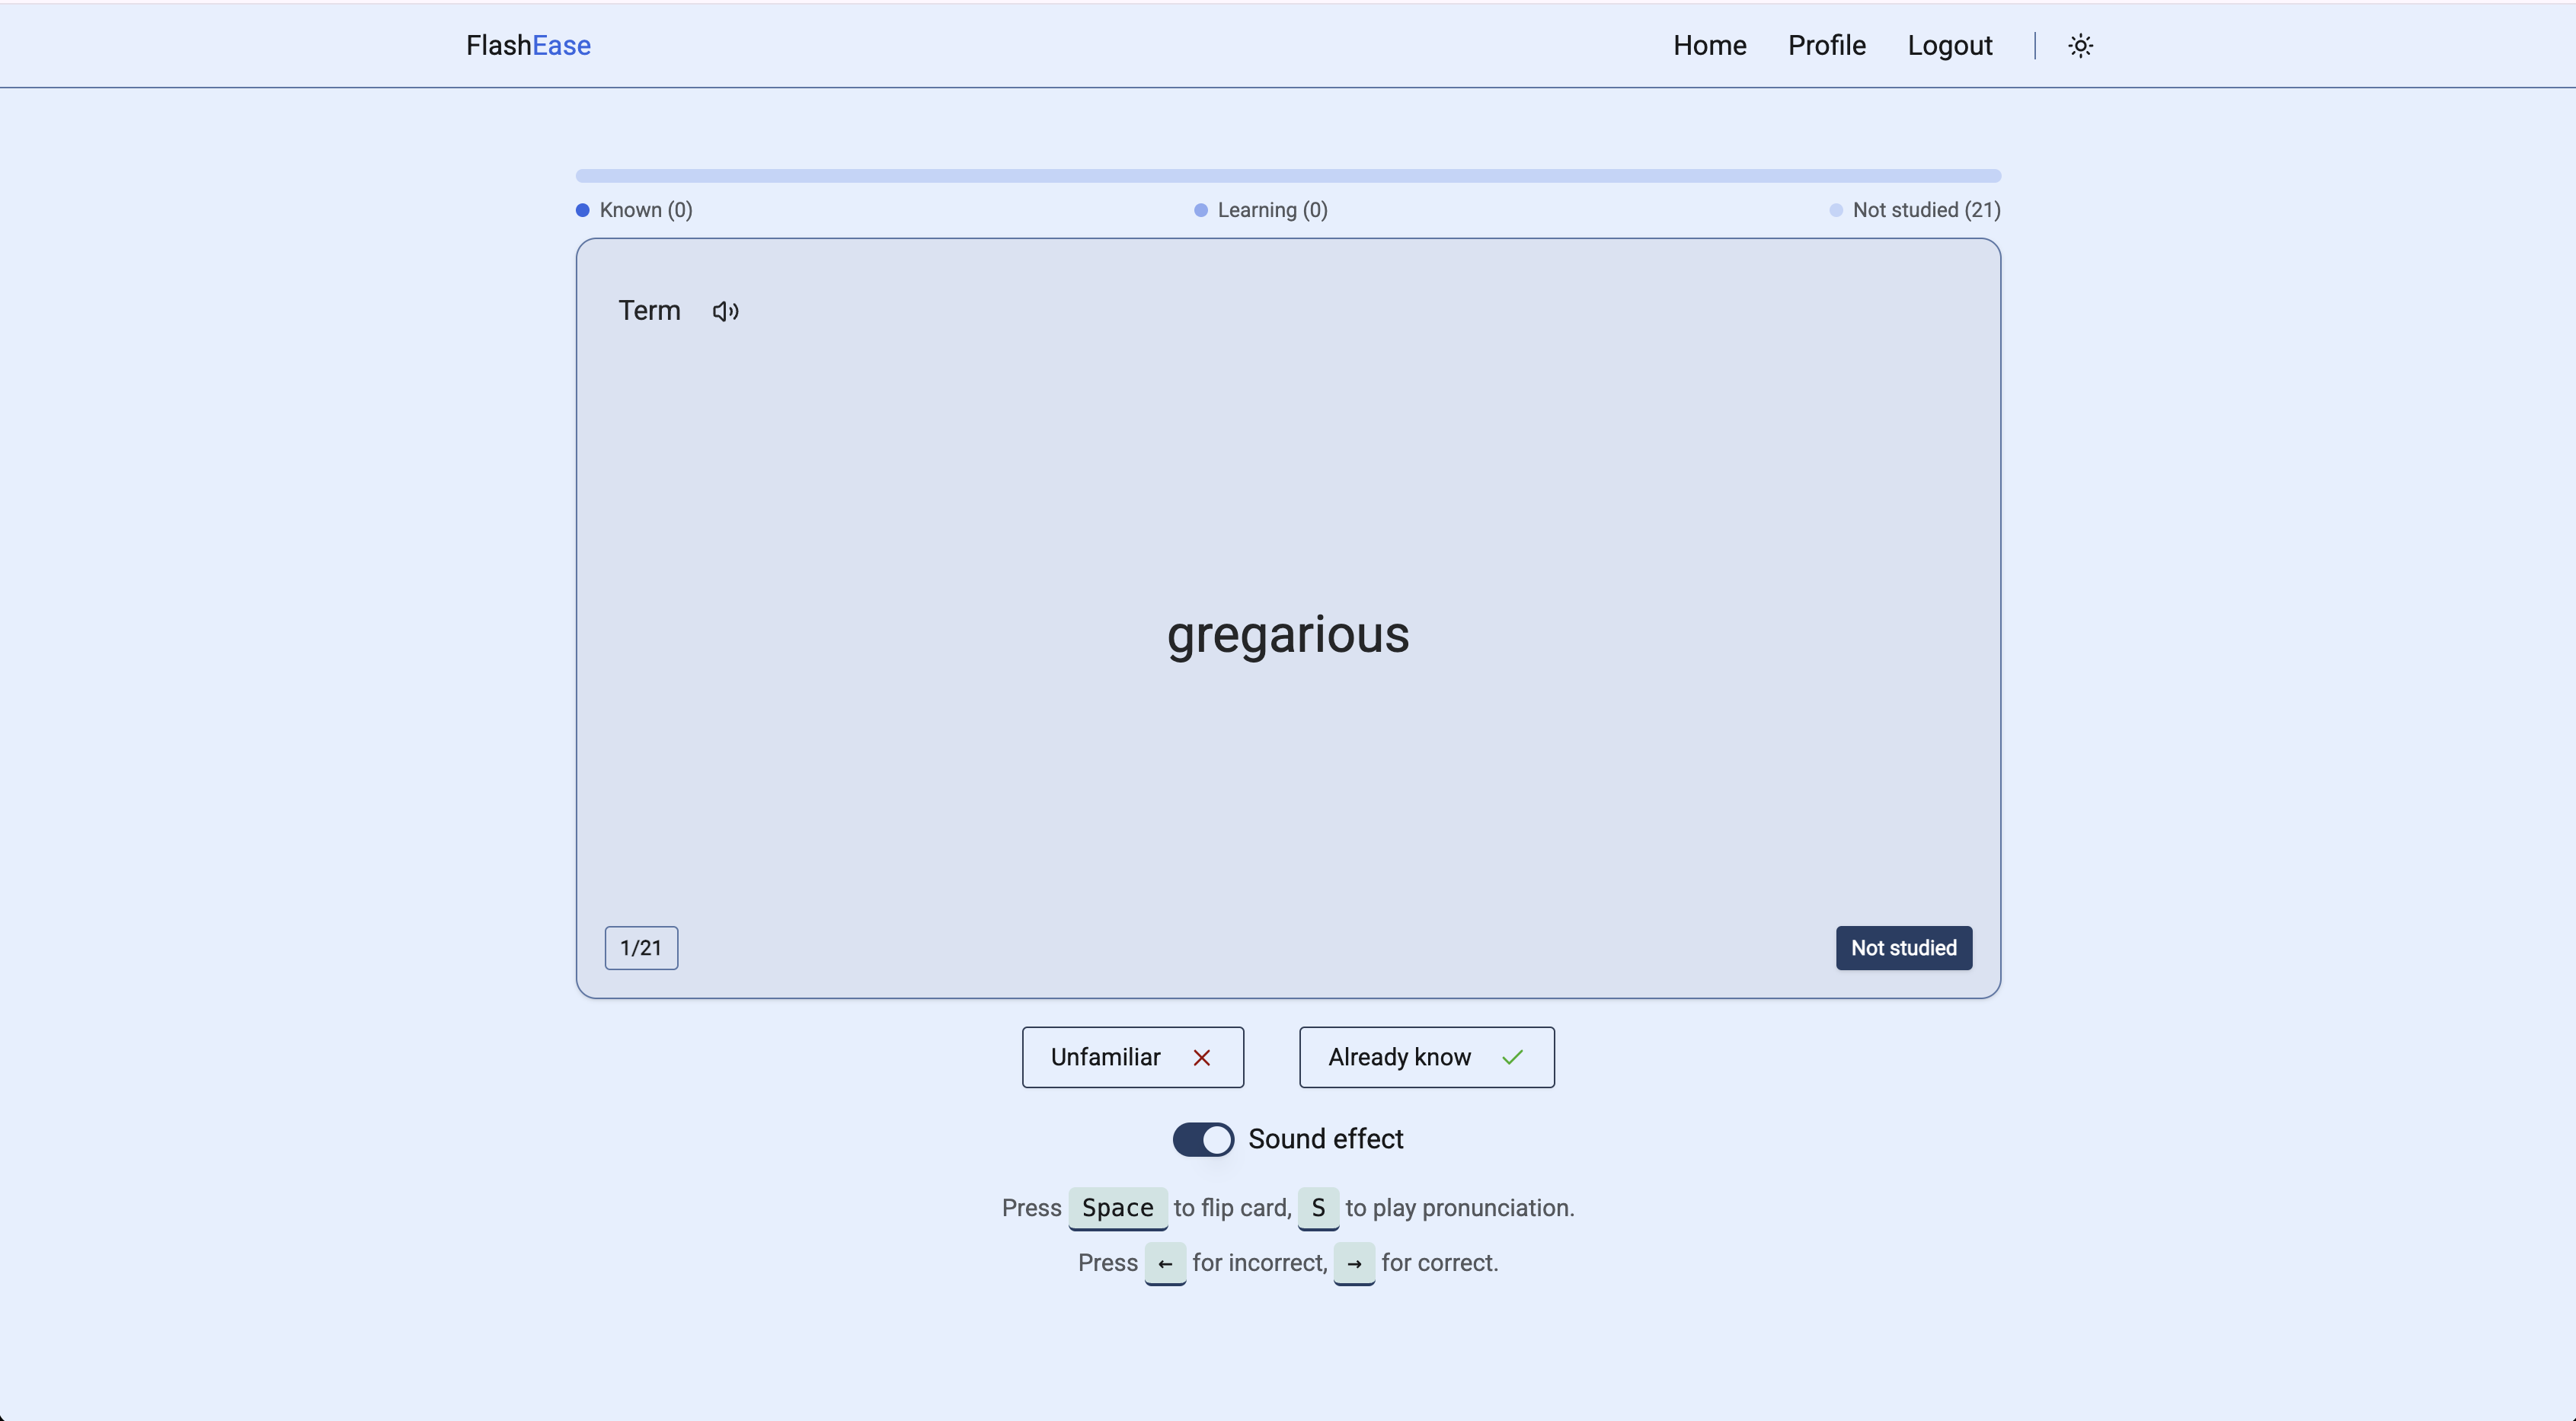 FlashEase
Home Profile Logout
Known (0) Learning (0) Not studied (21)
Term
gregarious
1/21
Not studied
Unfamiliar
Already know
Sound effect
Press Space to flip card, S to play pronunciation.
Press ← for incorrect, → for correct.